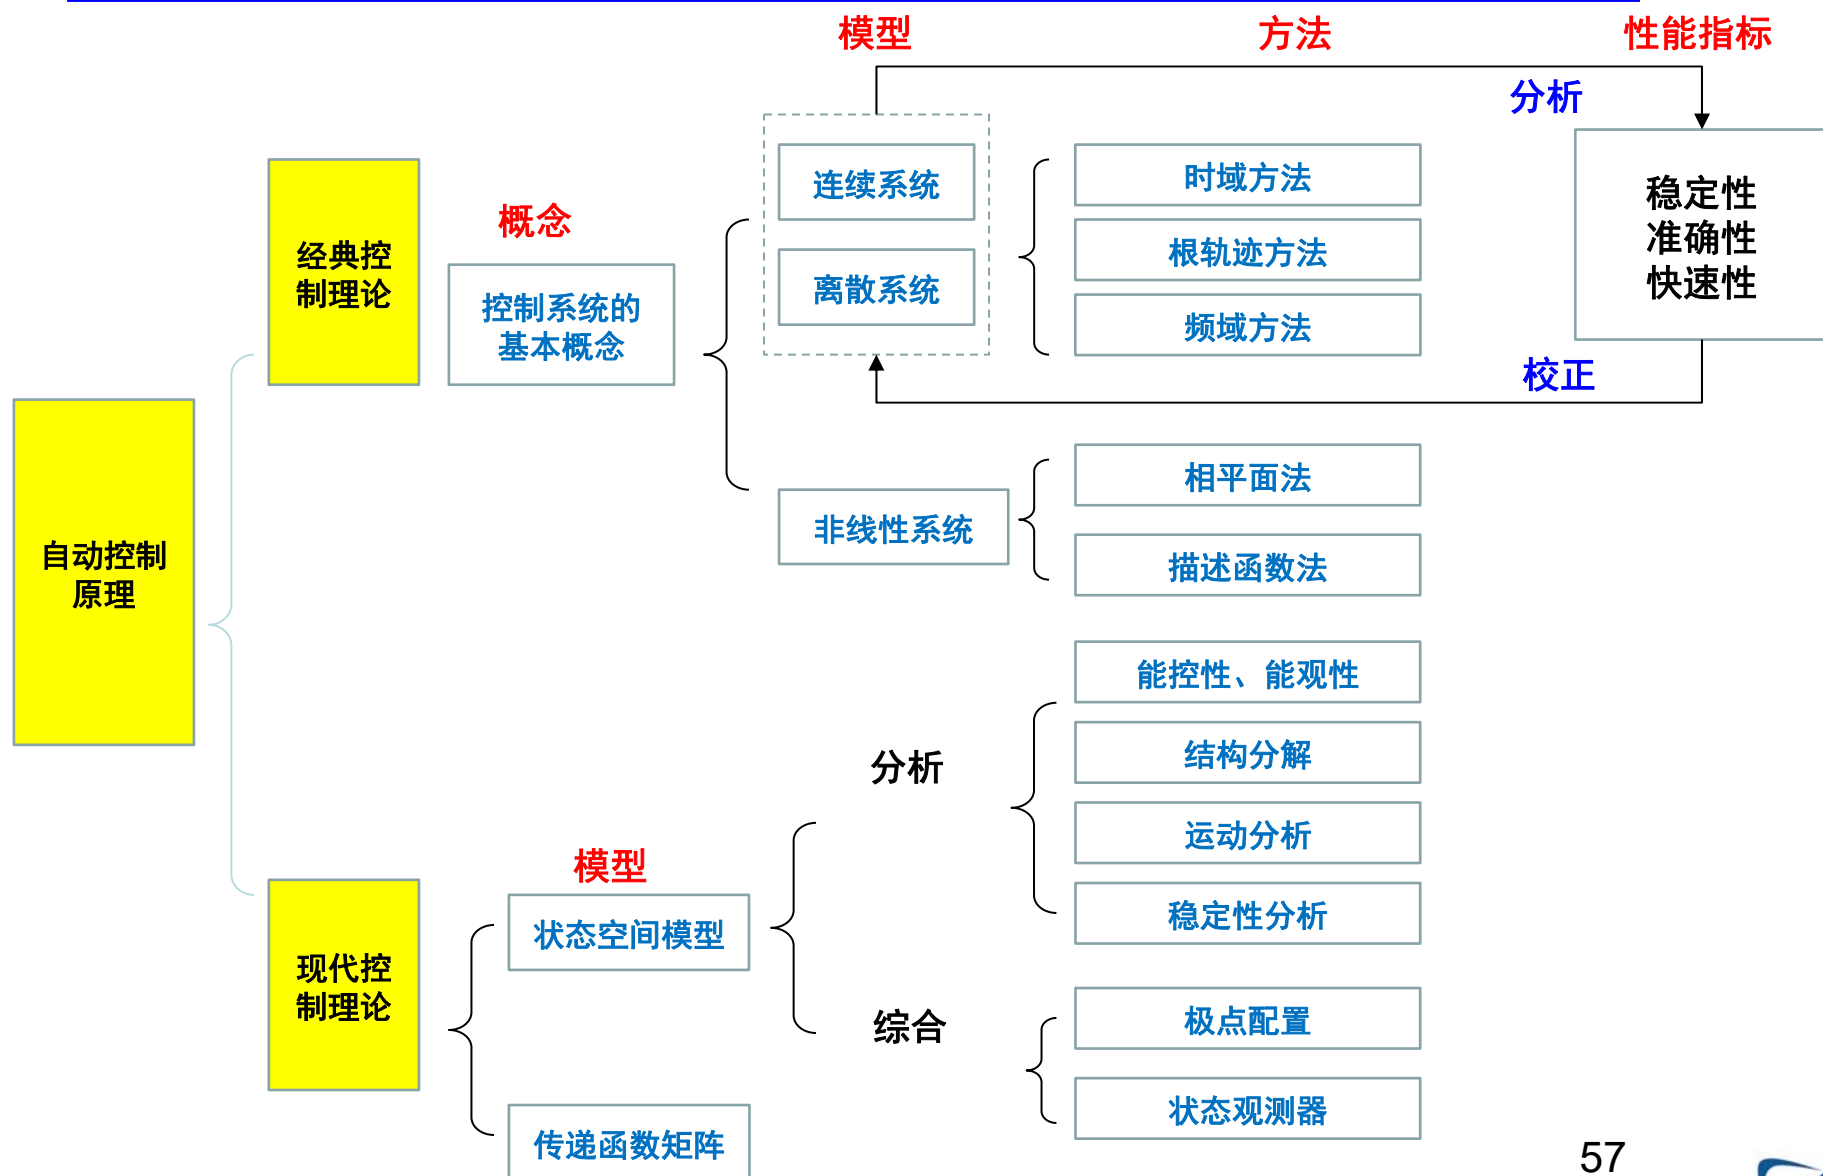 模型
方法
性能指标
分析
连续系统
离散系统
时域方法
根轨迹方法
频域方法
稳定性
准确性
快速性
校正
经典控
制理论
概念
控制系统的
基本概念
非线性系统
相平面法
描述函数法
自动控制
原理
能控性、能观性
结构分解
运动分析
稳定性分析
分析
模型
状态空间模型
现代控
制理论
综合
极点配置
状态观测器
传递函数矩阵
57